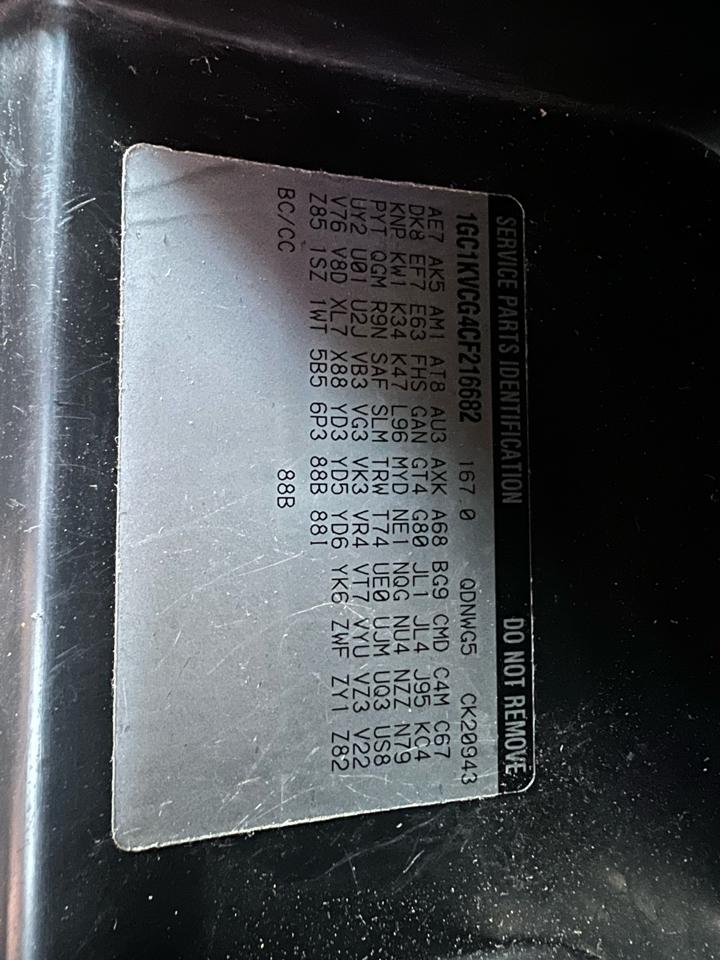 SERVICE PARTS IDENTIFICATION DO NOT REMOVE
1GC1KVCG4CF216682 167.0 QDNWG5 CK20943
AE7 AK5 AM1 AT8 AU3 AXK A68 BG9 CMD C4M C67
DK8 EF7 E63 FHS GAN GT4 G80 JL1 JL4 J95 KC4
KNP KW1 K34 K47 L96 MYD NE1 NQG NU4 NZZ N79
PYT QGM R9N SAF SLM TRW T74 UE0 UJM UQ3 US8
UY2 U01 U2J VB3 VG3 VK3 VR4 VT7 VYU VZ3 V22
V76 V8D XL7 X88 YD3 YD5 YD6 YK6 ZWF ZY1 Z82
Z85 1SZ 1WT 5B5 6P3 88B 88I
BC/CC 88B